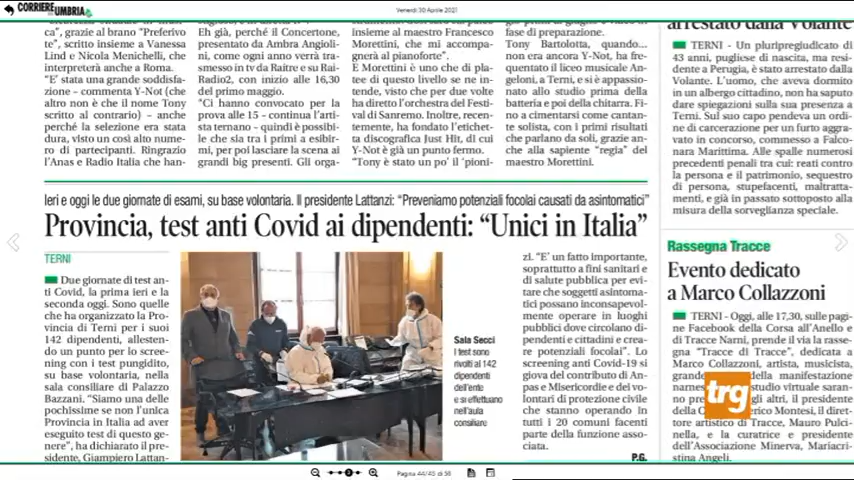 CORRIERE
DELL'UMBRIA
Venerdì 30 Aprile 2021
ca", grazie al brano "Preferivo
te", scritto insieme a Vanessa
Lind e Nicola Menichelli, che
interpreterà anche a Roma.
"E'stata una grande soddisfa-
zione – commenta Y-Not (che
altro non è che il nome Tony
scritto al contrario) – anche
perché la selezione era stata
dura, visto un così alto nume-
ro di partecipanti. Ringrazio
l'Anas e Radio Italia che han-
Eh già, perché il Concertone,
presentato da Ambra Angioli-
ni, come ogni anno verrà tra-
smesso in tv da Raitre e su Rai-
Radio2, con inizio alle 16,30
del primo maggio.
"Ci hanno convocato per la
prova alle 15 – continua l'arti-
sta ternano – quindi è possibi-
le che sia tra i primi a esibir-
mi, per poi lasciare la scena ai
grandi big presenti. Gli orga-
insieme al maestro Francesco
Morettini, che mi accompa-
gnerà al pianoforte".
E Morettini è uno che di pla-
tee di questo livello se ne in-
tende, visto che per due volte
ha diretto l'orchestra del Festi-
val di Sanremo. Inoltre, recen-
temente, ha fondato l'etichet-
ta discografica Just Hit, di cui
Y-Not è già un punto fermo.
"Tony è stato un po' il 'pioni-
fase di preparazione.
Tony Bartolotta, quando...
non era ancora Y-Not, ha fre-
quentato il liceo musicale An-
geloni, a Terni, e si è appassio-
nato allo studio prima della
batteria e poi della chitarra. Fi-
no a cimentarsi come cantan-
te solista, con i primi risultati
che parlano da soli, grazie an-
che alla sapiente "regia" del
maestro Morettini.
arrestato dalla Volante
TERNI - Un pluripregiudicato di
43 anni, pugliese di nascita, ma resi-
dente a Perugia, è stato arrestato dalla
Volante. L'uomo, che aveva dormito
in un albergo cittadino, non ha saputo
dare spiegazioni sulla sua presenza a
Terni. Sul suo capo pendeva un ordi-
ne di carcerazione per un furto aggra-
vato in concorso, commesso a Falco-
nara Marittima. Alle spalle numerosi
precedenti penali tra cui: reati contro
la persona e il patrimonio, sequestro
di persona, stupefacenti, maltratta-
menti, e già in passato sottoposto alla
misura della sorveglianza speciale.
Ieri e oggi le due giornate di esami, su base volontaria. Il presidente Lattanzi: "Preveniamo potenziali focolai causati da asintomatici"
Provincia, test anti Covid ai dipendenti: "Unici in Italia"
TERNI
Due giornate di test an-
ti Covid, la prima ieri e la
seconda oggi. Sono quelle
che ha organizzato la Pro-
vincia di Terni per i suoi
142 dipendenti, allesten-
do un punto per lo scree-
ning con i test pungidito,
su base volontaria, nella
sala consiliare di Palazzo
Bazzani. "Siamo una delle
pochissime se non l'unica
Provincia in Italia ad aver
eseguito test di questo ge-
nere", ha dichiarato il pre-
sidente, Giampiero Lattan-
Sala Secci
I test sono
rivolti ai 142
dipendenti
dell'ente
e si effettuano
nell'aula
consiliare
zi. "E' un fatto importante,
soprattutto a fini sanitari e
di salute pubblica per evi-
tare che soggetti asintoma-
tici possano inconsapevol-
mente operare in luoghi
pubblici dove circolano di-
pendenti e cittadini e crea-
re potenziali focolai". Lo
screening anti Covid-19 si
giova del contributo di An-
pas e Misericordie e dei vo-
lontari di protezione civile
che stanno operando in
tutti i 20 comuni facenti
parte della funzione asso-
ciata.
P.G.
Rassegna Tracce
Evento dedicato
a Marco Collazzoni
TERNI - Oggi, alle 17,30, sulle pagi-
ne Facebook della Corsa all'Anello e
di Tracce Narni, prende il via la rasse-
gna "Tracce di Tracce", dedicata a
Marco Collazzoni, artista, musicista,
grande della manifestazione
narnese studio virtuale saran-
no pre gli altri, il presidente
della C erico Montesi, il diret-
tore artistico di Tracce, Mauro Pulci-
nella, e la curatrice e presidente
dell'Associazione Minerva, Mariacri-
stina Angeli.
trg
Pagina 44/45 di 56